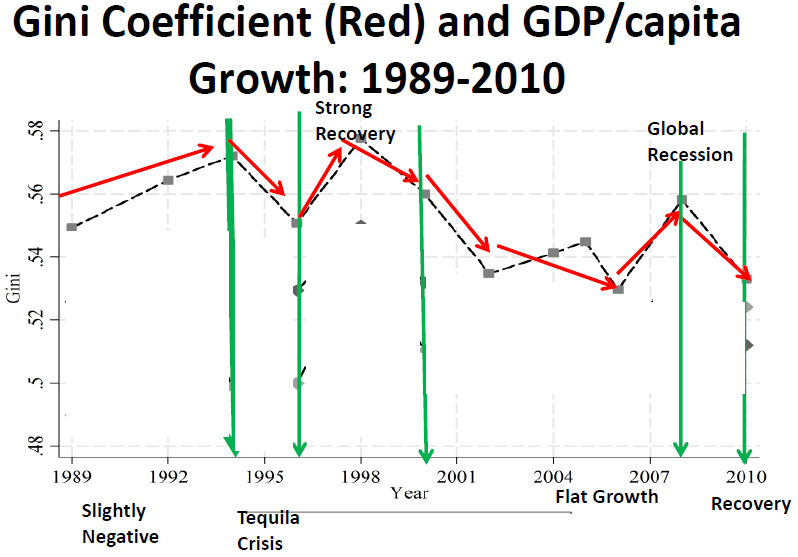 Gini Coefficient (Red) and GDP/capita
Growth: 1989-2010
Strong
Recovery
Global
Recession
.58
.56
.54
.52
.5
.48
Gini
1989 1992 1995 1998 2001 2004 2007 2010
Year
Slightly
Negative
Tequila
Crisis
Flat Growth
Recovery